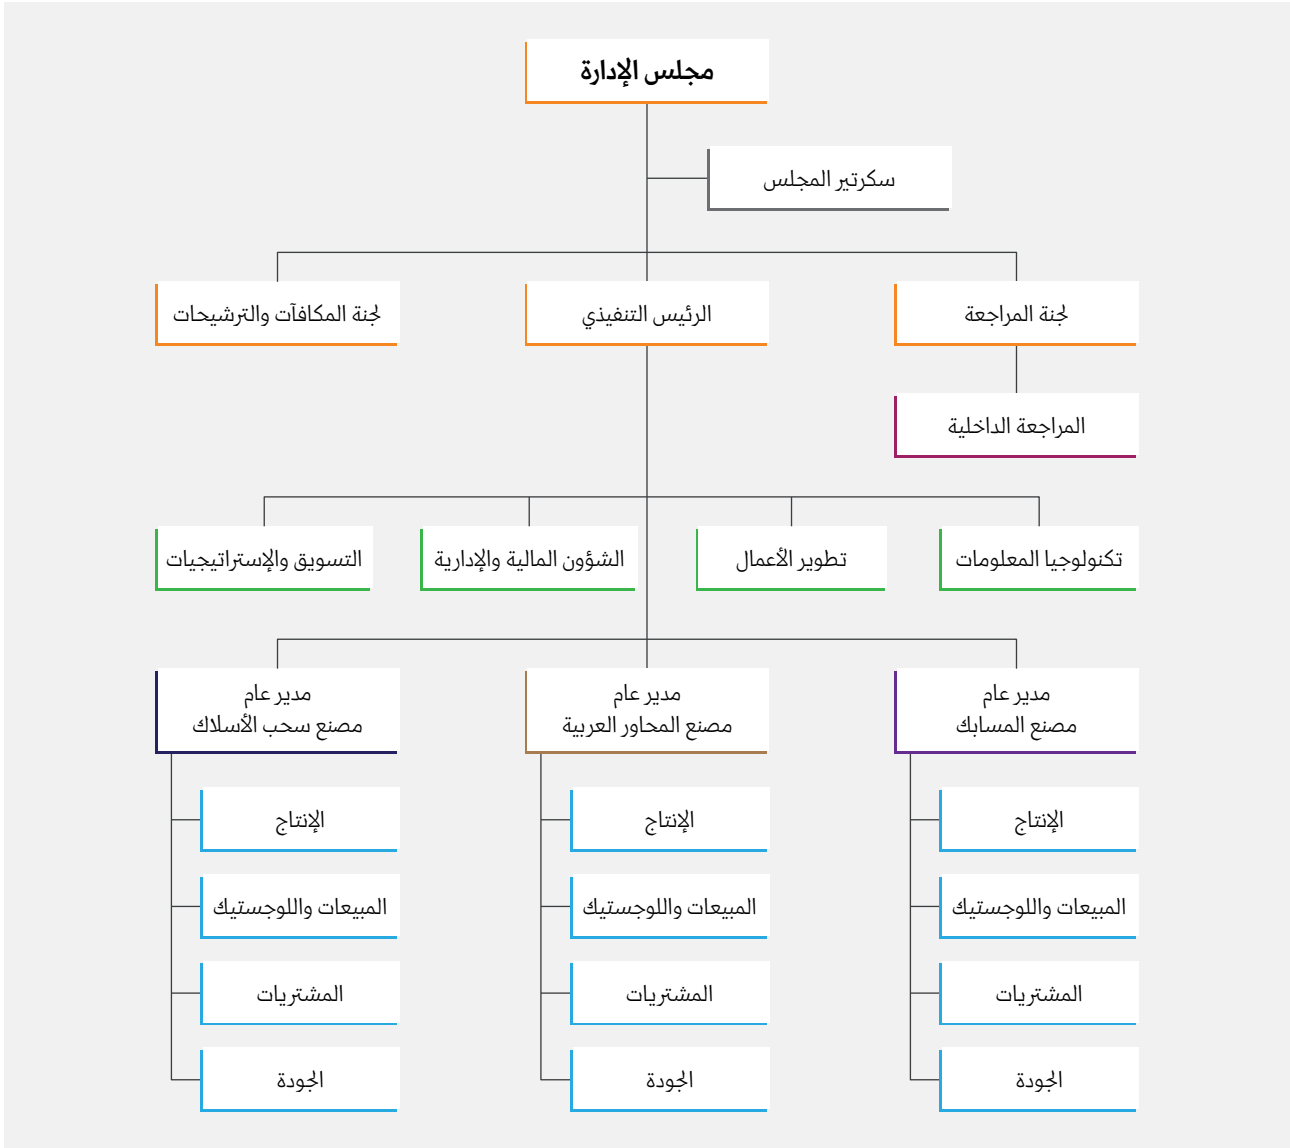 مجلس الإدارة
سكرتير المجلس
لجنة المراجعة
الرئيس التنفيذي
لجنة المكافآت والترشيحات
المراجعة الداخلية
تكنولوجيا المعلومات
تطوير الأعمال
الشؤون المالية والإدارية
التسويق والإستراتيجيات
مدير عام
مصنع المسابك
الإنتاج
المبيعات واللوجستيك
المشتريات
الجودة
مدير عام
مصنع المحاور العربية
الإنتاج
المبيعات واللوجستيك
المشتريات
الجودة
مدير عام
مصنع سحب الأسلاك
الإنتاج
المبيعات واللوجستيك
المشتريات
الجودة